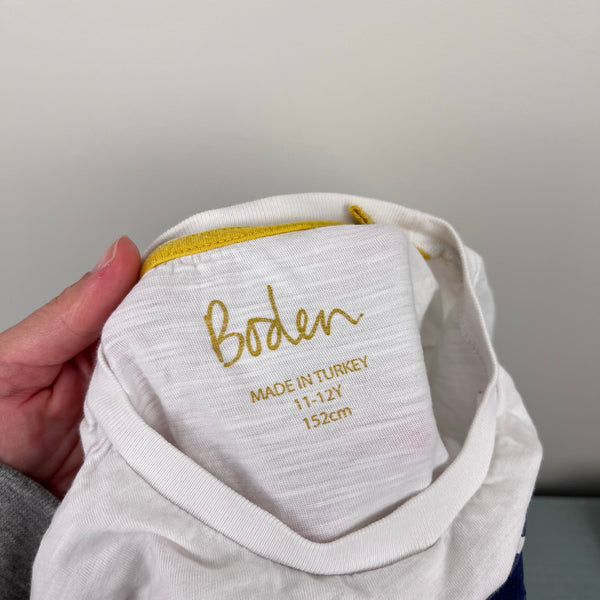 Boden
MADE IN TURKEY
11-12Y
152cm